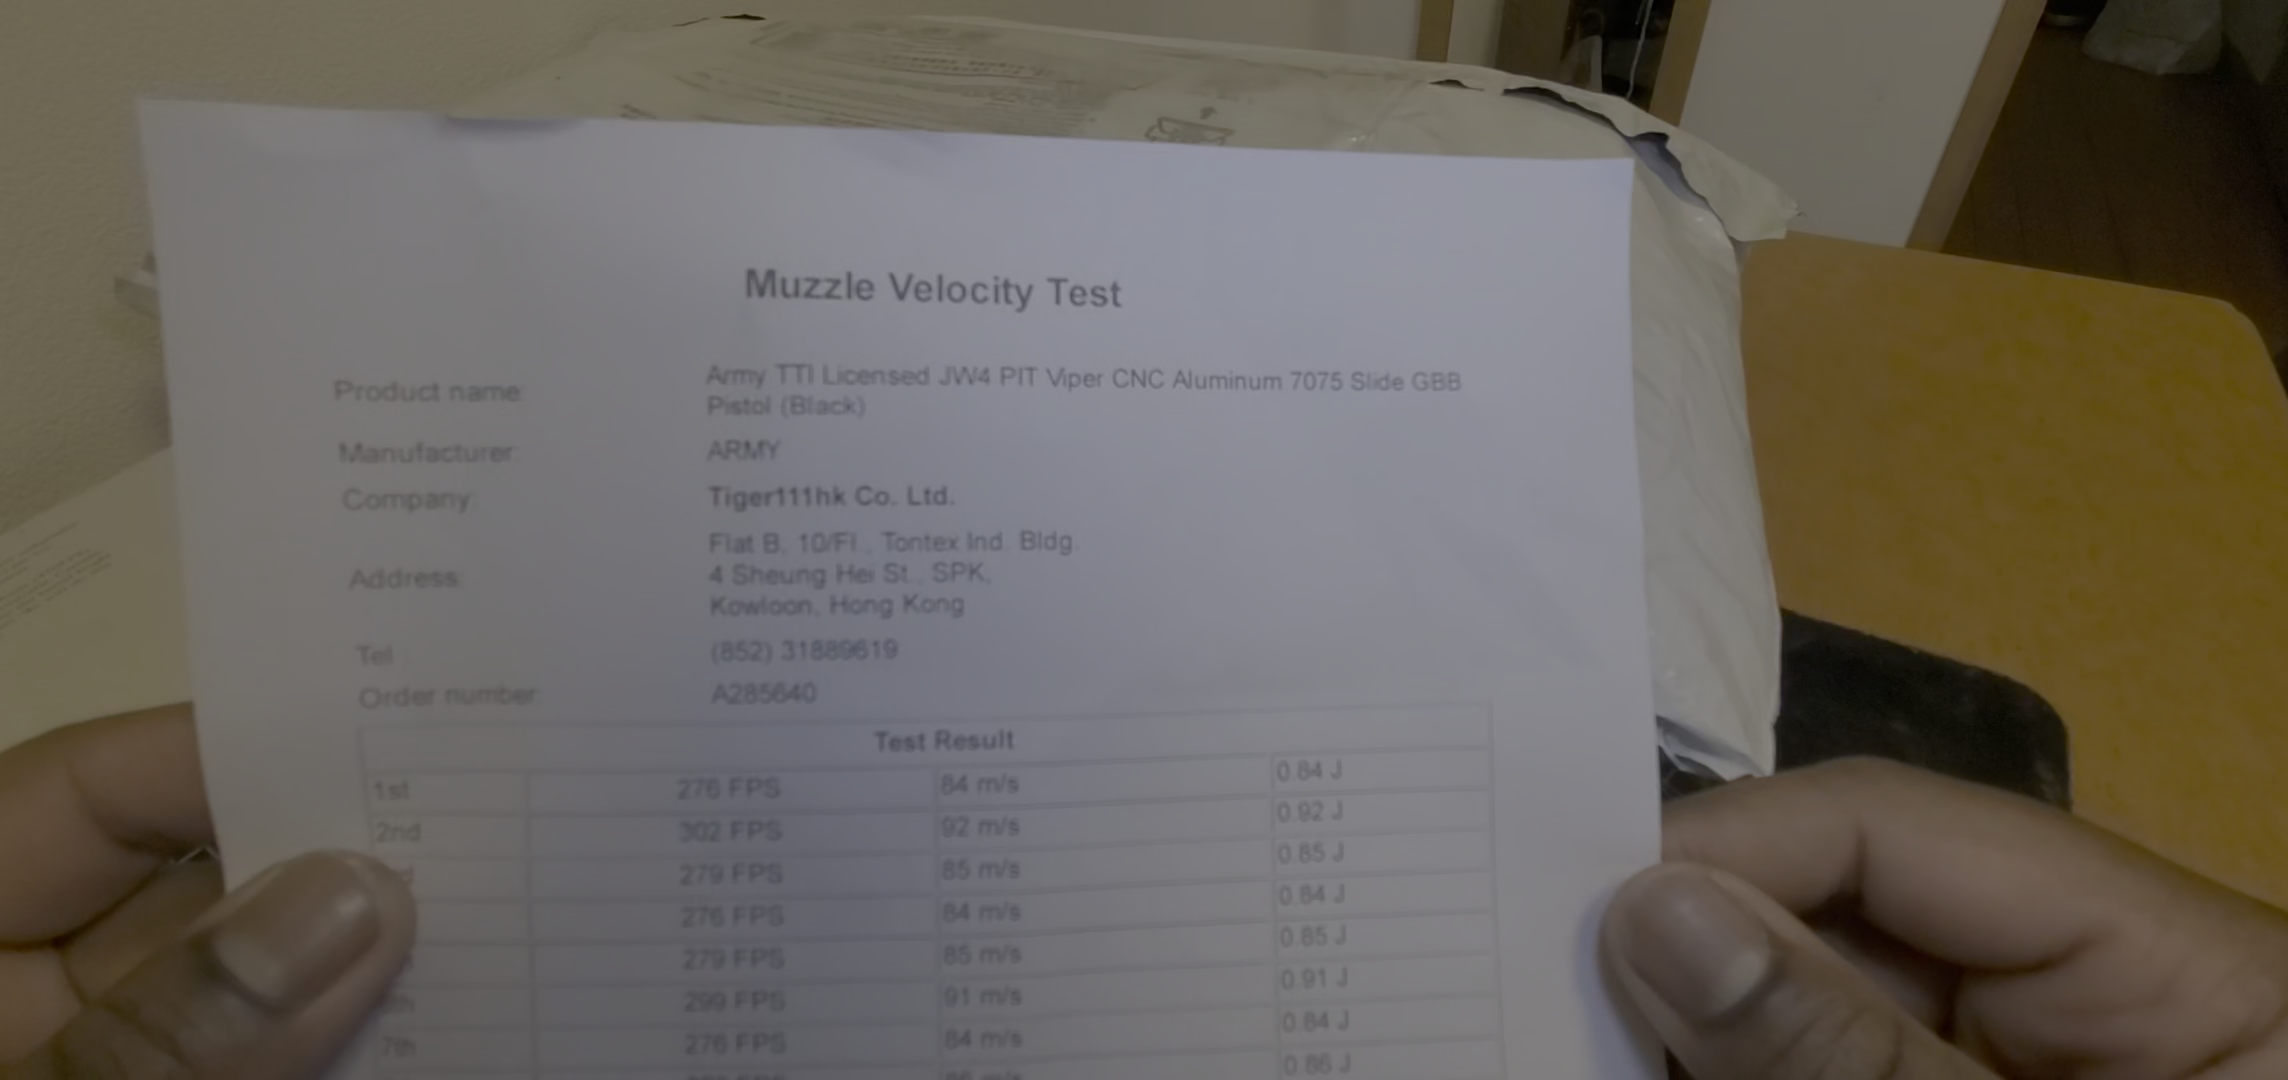 Muzzle Velocity Test
Product name: Army TTI Licensed JW4 PIT Viper CNC Aluminum 7075 Slide GBB
Pistol (Black)
Manufacturer: ARMY
Company: Tiger111hk Co. Ltd.
Flat B, 10/Fl., Tontex Ind. Bldg.
Address: 4 Sheung Hei St., SPK,
Kowloon, Hong Kong
Tel (852) 31889619
Order number: A285640
Test Result
1st 276 FPS 84 m/s 0.84 J
2nd 302 FPS 92 m/s 0.92 J
279 FPS 85 m/s 0.85 J
276 FPS 84 m/s 0.84 J
279 FPS 85 m/s 0.85 J
299 FPS 91 m/s 0.91 J
7th 276 FPS 84 m/s 0.84 J
0.86 J